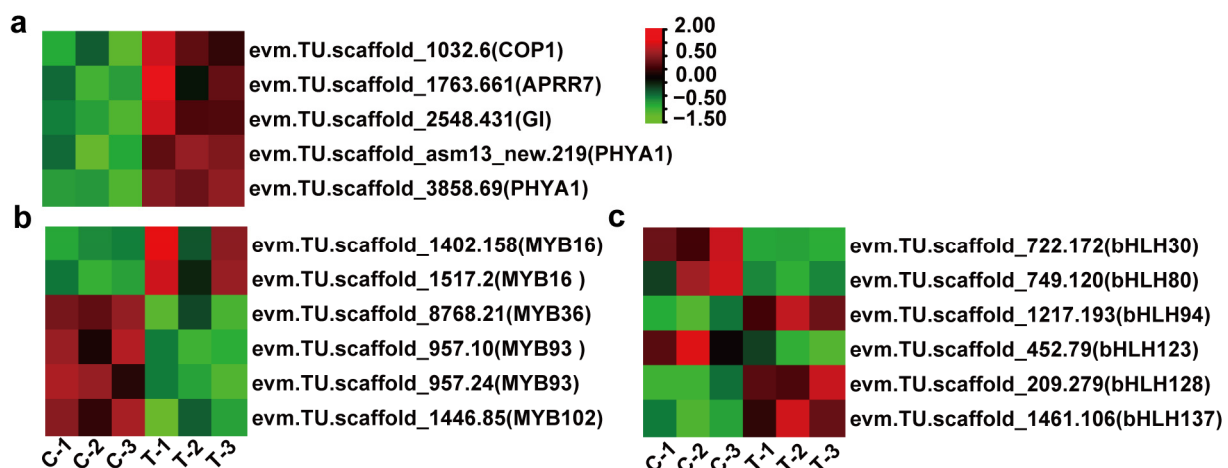 a
evm.TU.scaffold_1032.6(COP1)
evm.TU.scaffold_1763.661(APRR7)
evm.TU.scaffold_2548.431(GI)
evm.TU.scaffold_asm13_new.219(PHYA1)
evm.TU.scaffold_3858.69(PHYA1)
2.00
0.50
0.00
−0.50
−1.50
b
evm.TU.scaffold_1402.158(MYB16)
evm.TU.scaffold_1517.2(MYB16 )
evm.TU.scaffold_8768.21(MYB36)
evm.TU.scaffold_957.10(MYB93 )
evm.TU.scaffold_957.24(MYB93)
evm.TU.scaffold_1446.85(MYB102)
C-1 C-2 C-3 T-1 T-2 T-3
c
evm.TU.scaffold_722.172(bHLH30)
evm.TU.scaffold_749.120(bHLH80)
evm.TU.scaffold_1217.193(bHLH94)
evm.TU.scaffold_452.79(bHLH123)
evm.TU.scaffold_209.279(bHLH128)
evm.TU.scaffold_1461.106(bHLH137)
C-1 C-2 C-3 T-1 T-2 T-3